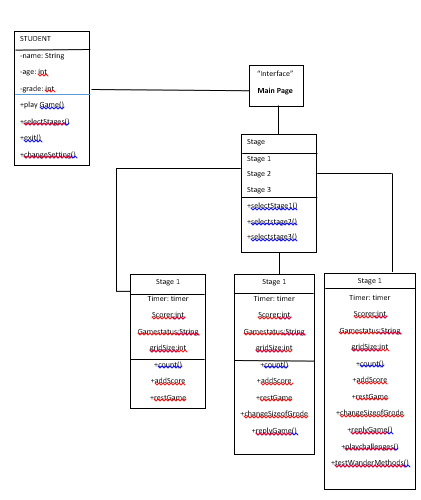 STUDENT
-name: String
-age: int
-grade: int
+play Game()
+selectStages()
+exit()
+changeSetting()
“Interface”
Main Page
Stage
Stage 1
Stage 2
Stage 3
+selectStage1()
+selectstage2()
+selectstage3()
Stage 1
Timer: timer
Scorer:int
Gamestatus:String
gridSize:int
+count()
+addScore
+restGame
Stage 1
Timer: timer
Scorer:int
Gamestatus:String
gridSize:int
+count()
+addScore
+restGame
+changeSizeofGrode
+replyGame()
Stage 1
Timer: timer
Scorer:int
Gamestatus:String
gridSize:int
+count()
+addScore
+restGame
+changeSizeofGrode
+replyGame()
+playchallenges()
+testWanderMethods()